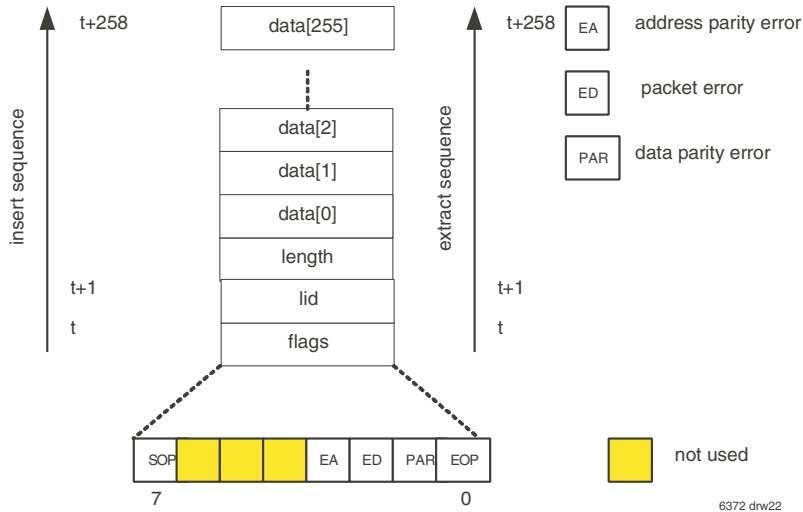 t+258
data[255]
t+258
EA
address parity error
ED
packet error
PAR
data parity error
insert sequence
extract sequence
data[2]
data[1]
data[0]
length
lid
flags
t+1
t
t+1
t
SOP
EA
ED
PAR
EOP
7
0
not used
6372 drw22